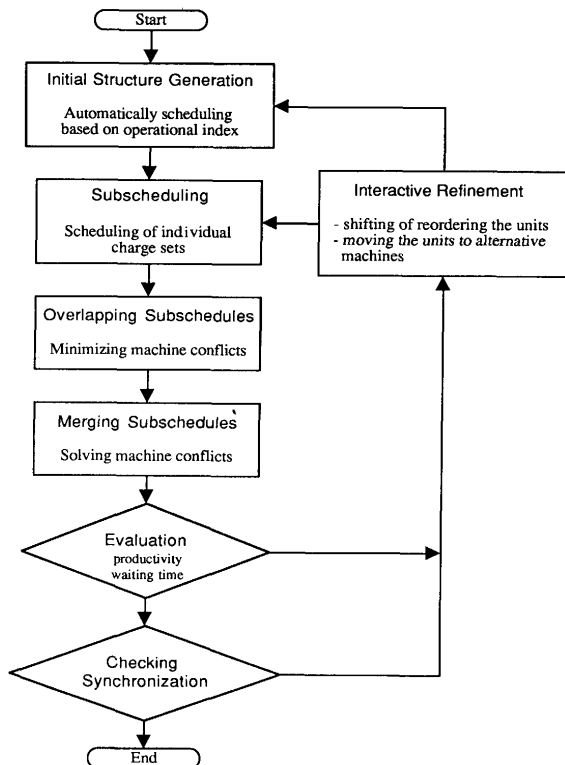 Start
Initial Structure Generation
Automatically scheduling
based on operational index
Subscheduling
Scheduling of individual
charge sets
Interactive Refinement
- shifting of reordering the units
- moving the units to alternative
machines
Overlapping Subschedules
Minimizing machine conflicts
Merging Subschedules
Solving machine conflicts
Evaluation
productivity
waiting time
Checking
Synchronization
End